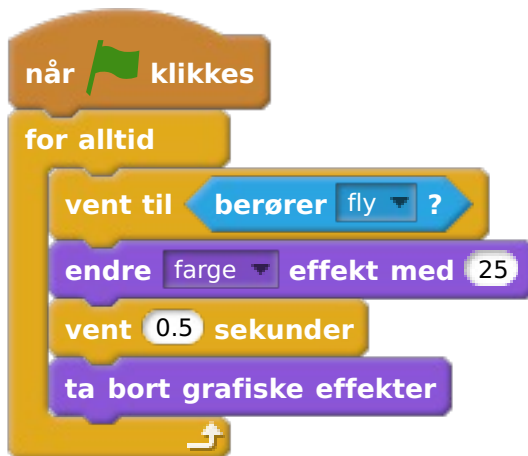 når klikkes
for alltid
vent til berører fly ?
endre farge effekt med 25
vent 0.5 sekunder
ta bort grafiske effekter